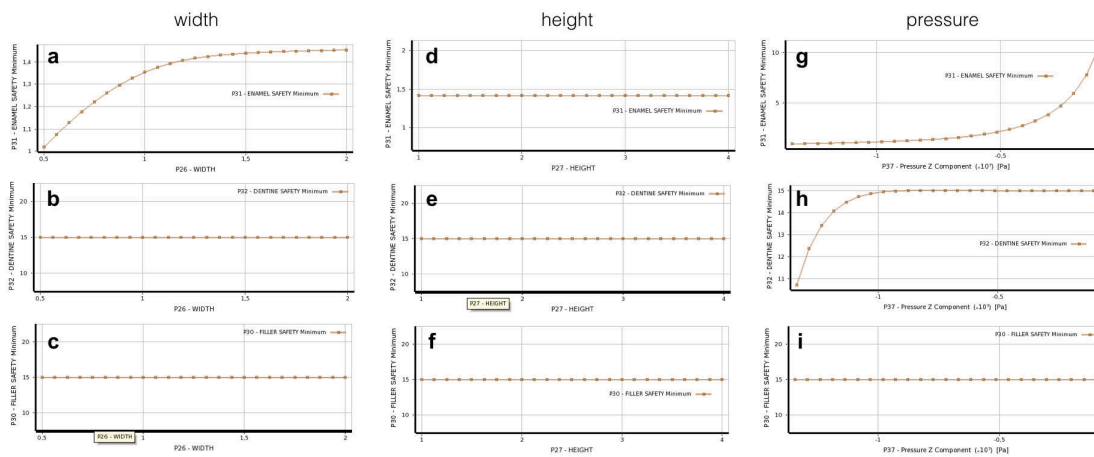 width
height
pressure
a
P31 - ENAMEL SAFETY Minimum
1,4
1,3
1,2
1,1
1
P31 - ENAMEL SAFETY Minimum
0,5
1
1,5
2
P26 - WIDTH
d
P31 - ENAMEL SAFETY Minimum
2
1,5
1
P31 - ENAMEL SAFETY Minimum
1
2
3
4
P27 - HEIGHT
g
P31 - ENAMEL SAFETY Minimum
10
5
P31 - ENAMEL SAFETY Minimum
-1
-0,5
P37 - Pressure Z Component (ₓ10⁷) [Pa]
b
P32 - DENTINE SAFETY Minimum
20
15
10
P32 - DENTINE SAFETY Minimum
0,5
1
1,5
2
P26 - WIDTH
e
P32 - DENTINE SAFETY Minimum
20
15
10
P32 - DENTINE SAFETY Minimum
1
2
3
4
P27 - HEIGHT
P27 - HEIGHT
h
P32 - DENTINE SAFETY Minimum
15
14
13
12
11
P32 - DENTINE SAFETY Minimum
-1
-0,5
P37 - Pressure Z Component (ₓ10⁷) [Pa]
c
P30 - FILLER SAFETY Minimum
20
15
10
P30 - FILLER SAFETY Minimum
0,5
1
1,5
2
P26 - WIDTH
P26 - WIDTH
f
P30 - FILLER SAFETY Minimum
20
15
10
P30 - FILLER SAFETY Minimum
1
2
3
4
P27 - HEIGHT
i
P30 - FILLER SAFETY Minimum
20
15
10
P30 - FILLER SAFETY Minimum
-1
-0,5
P37 - Pressure Z Component (ₓ10⁷) [Pa]